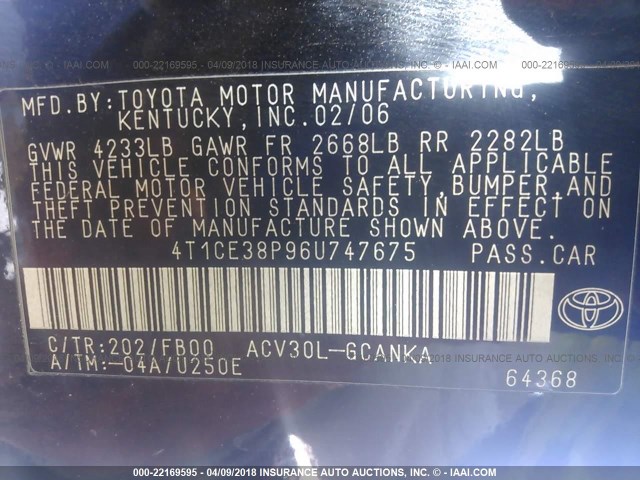 000-22169595 - 04/09/2018 INSURANCE AUTO AUCTIONS, INC. © - IAAI.COM
MFD.BY:TOYOTA MOTOR MANUFACTURING,
KENTUCKY,INC.02/06
GVWR 4233LB GAWR FR 2668LB RR 2282LB
THIS VEHICLE CONFORMS TO ALL APPLICABLE
FEDERAL MOTOR VEHICLE SAFETY,BUMPER,AND
THEFT PREVENTION STANDARDS IN EFFECT ON
THE DATE OF MANUFACTURE SHOWN ABOVE.
4T1CE38P96U747675 PASS.CAR
C/TR:202/FB00 ACV30L-GCANKA
A/TM:-04A/U250E
64368
TOYOTA
000-22169595 - 04/09/2018 INSURANCE AUTO AUCTIONS, INC. © - IAAI.COM